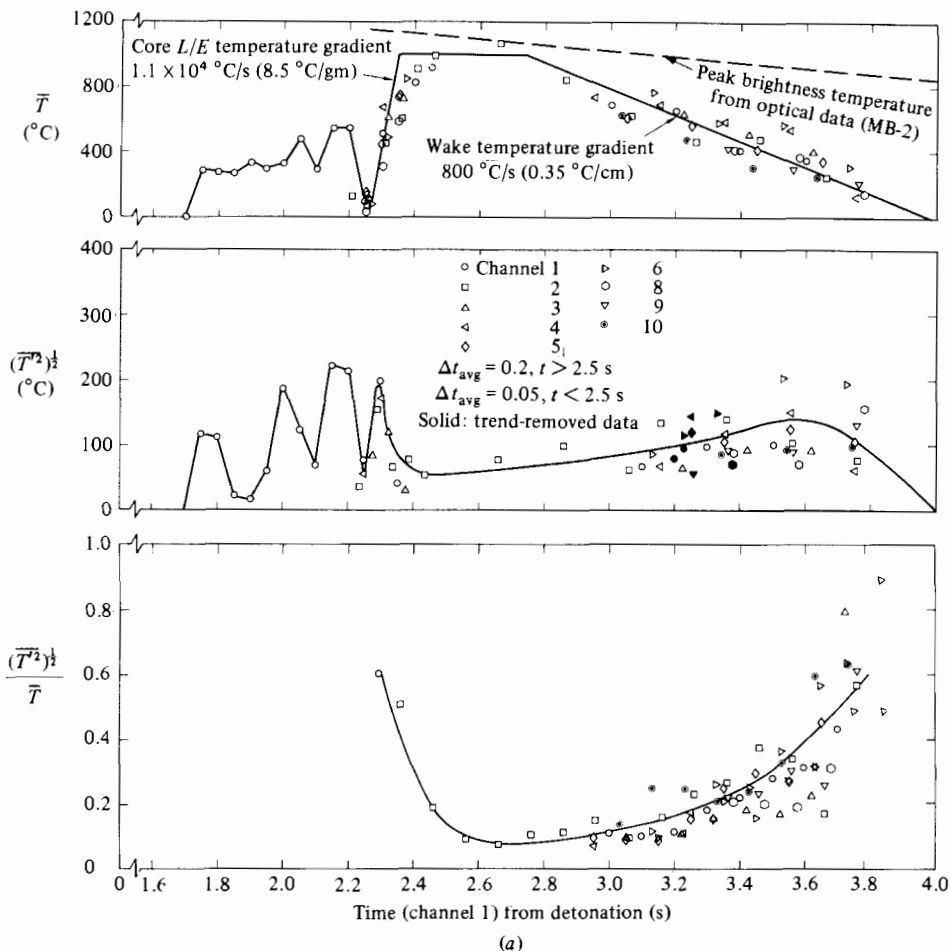 1200
800
400
0
T̅
(°C)
Core L/E temperature gradient
1.1 × 10⁴ °C/s (8.5 °C/gm)
Peak brightness temperature
from optical data (MB-2)
Wake temperature gradient
800 °C/s (0.35 °C/cm)
400
300
200
100
0
(T̅′²)^½
(°C)
Channel 1
2
3
4
5
6
8
9
10
Δt_avg = 0.2, t > 2.5 s
Δt_avg = 0.05, t < 2.5 s
Solid: trend-removed data
1.0
0.8
0.6
0.4
0.2
0
(T̅′²)^½
T̅
0 1.6 1.8 2.0 2.2 2.4 2.6 2.8 3.0 3.2 3.4 3.6 3.8 4.0
Time (channel 1) from detonation (s)
(a)